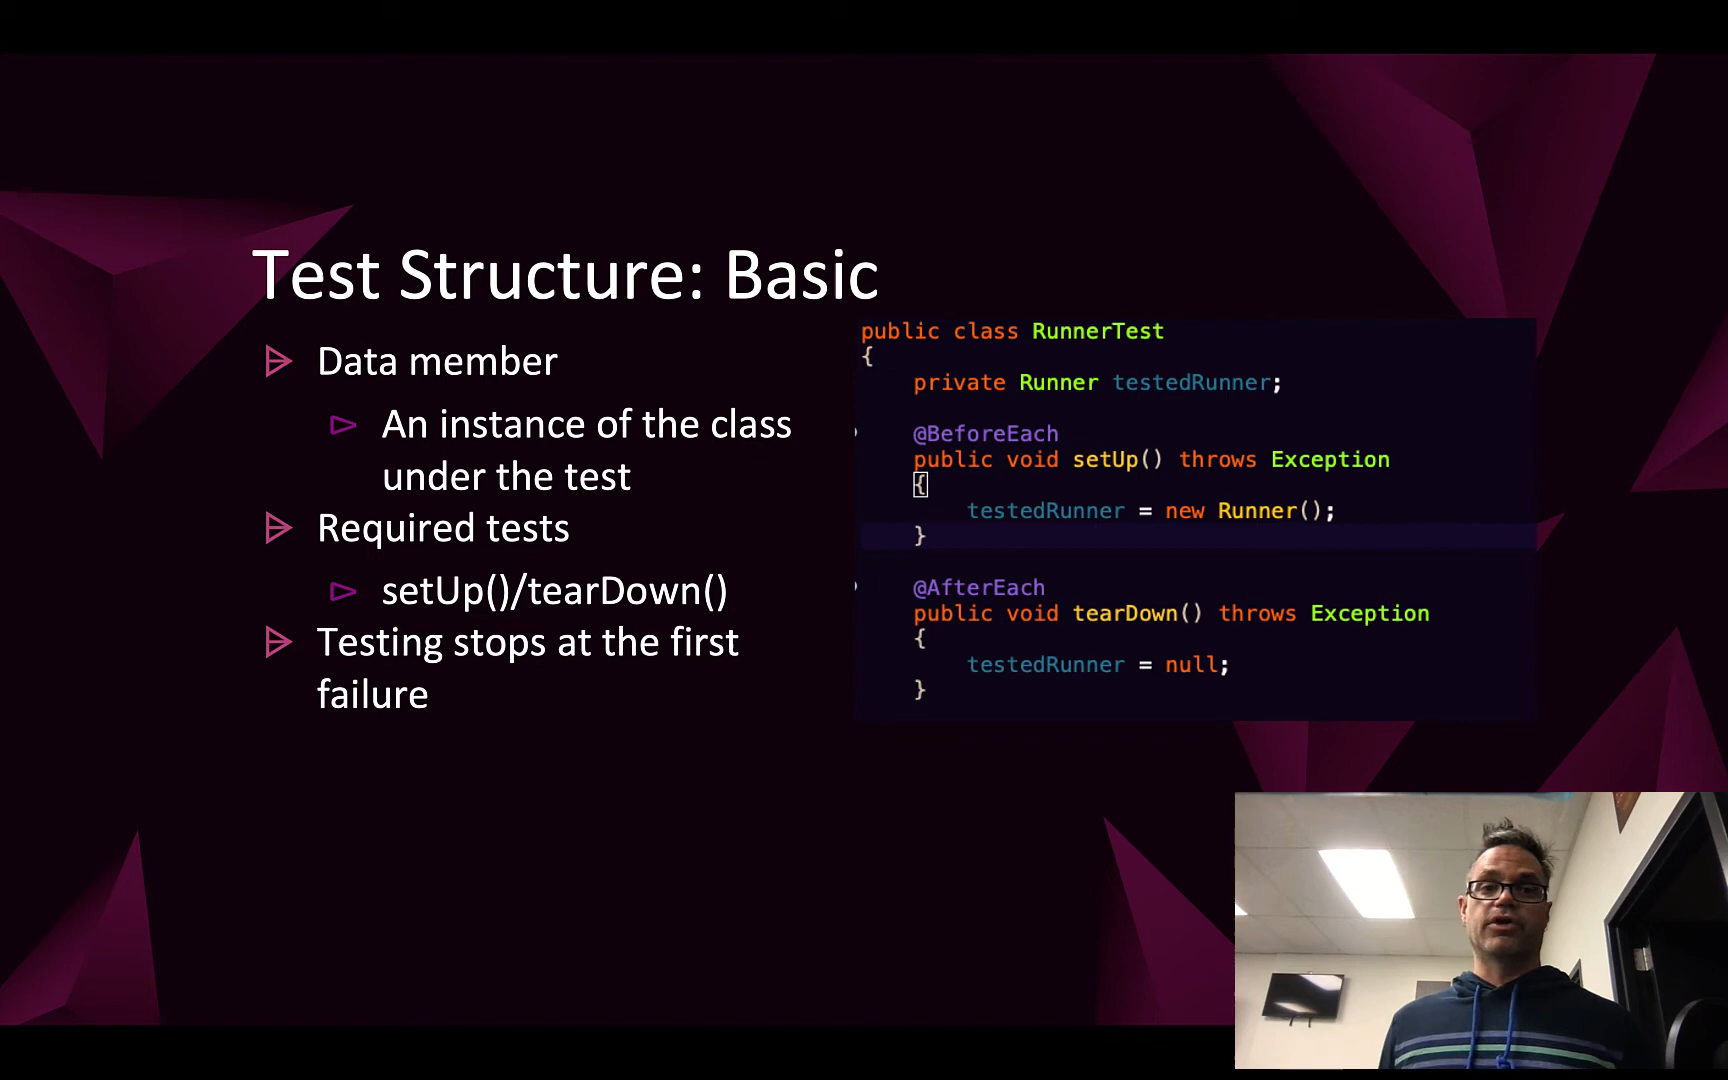 Test Structure: Basic
Data member
An instance of the class
under the test
Required tests
setUp()/tearDown()
Testing stops at the first
failure
public class RunnerTest
{
    private Runner testedRunner;

    @BeforeEach
    public void setUp() throws Exception
    {
        testedRunner = new Runner();
    }

    @AfterEach
    public void tearDown() throws Exception
    {
        testedRunner = null;
    }